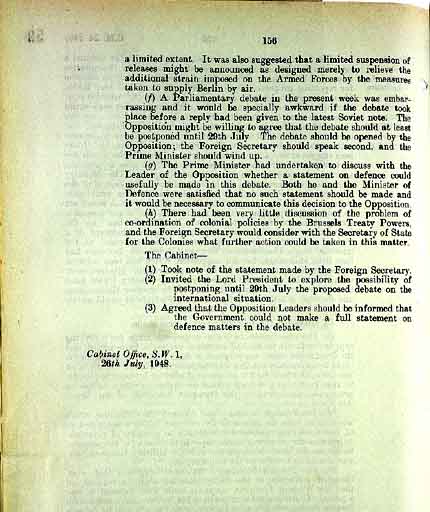 156
a limited extent. It was also suggested that a limited suspension of
releases might be announced as designed merely to relieve the
additional strain imposed on the Armed Forces by the measures
taken to supply Berlin by air.
(f) A Parliamentary debate in the present week was embar-
rassing and it would be specially awkward if the debate took
place before a reply had been given to the latest Soviet note. The
Opposition might be willing to agree that the debate should at least
be postponed until 29th July. The debate should be opened by the
Opposition; the Foreign Secretary should speak second, and the
Prime Minister should wind up.
(g) The Prime Minister had undertaken to discuss with the
Leader of the Opposition whether a statement on defence could
usefully be made in this debate. Both he and the Minister of
Defence were satisfied that no such statement should be made and
it would be necessary to communicate this decision to the Opposition.
(h) There had been very little discussion of the problem of
co-ordination of colonial policies by the Brussels Treaty Powers,
and the Foreign Secretary would consider with the Secretary of State
for the Colonies what further action could be taken in this matter.
The Cabinet—
(1) Took note of the statement made by the Foreign Secretary.
(2) Invited the Lord President to explore the possibility of
postponing until 29th July the proposed debate on the
international situation.
(3) Agreed that the Opposition Leaders should be informed that
the Government could not make a full statement on
defence matters in the debate.
Cabinet Office, S.W. 1,
26th July, 1948.